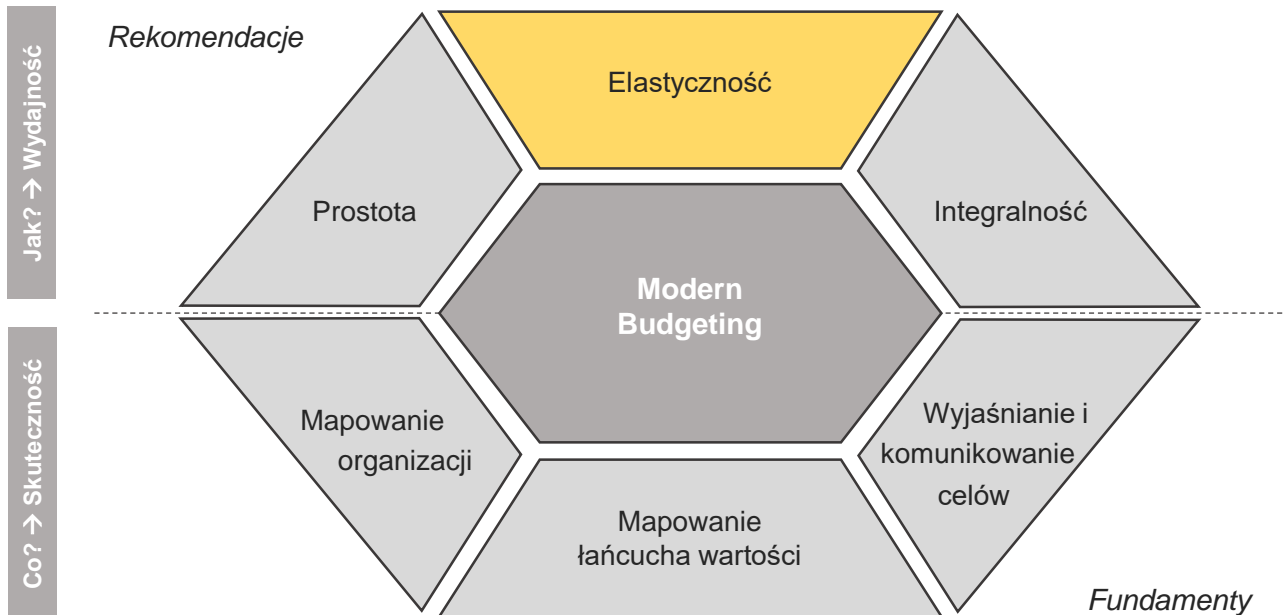 Rekomendacje
Jak? → Wydajność
Elastyczność
Prostota
Integralność
Modern
Budgeting
Co? → Skuteczność
Mapowanie
organizacji
Wyjaśnianie i
komunikowanie
celów
Mapowanie
łańcucha wartości
Fundamenty